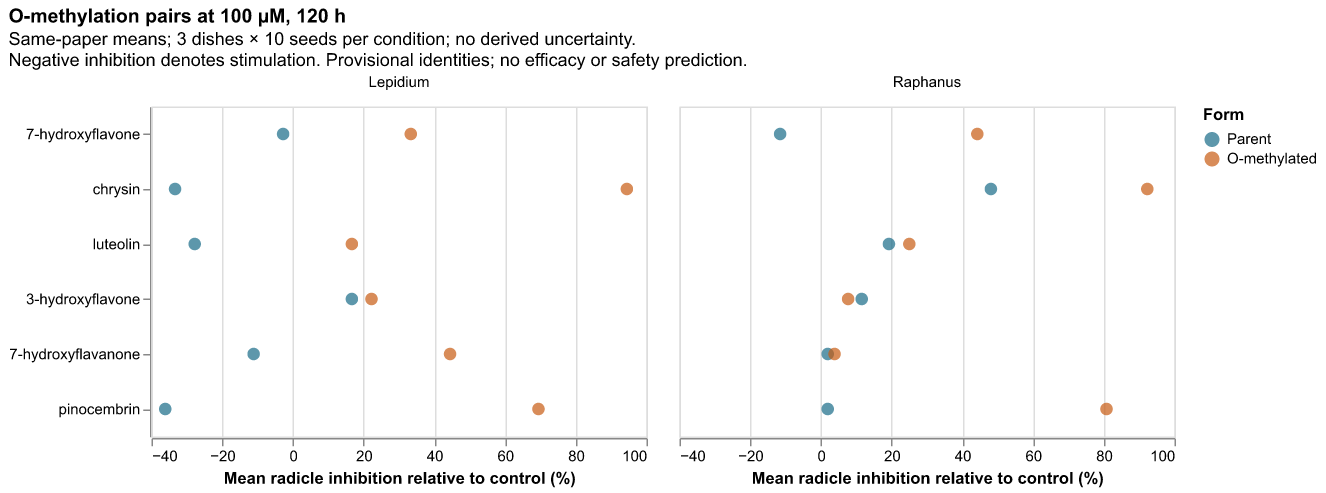 O-methylation pairs at 100 µM, 120 h
Same-paper means; 3 dishes × 10 seeds per condition; no derived uncertainty.
Negative inhibition denotes stimulation. Provisional identities; no efficacy or safety prediction.
Lepidium
Raphanus
Form
Parent
O-methylated
7-hydroxyflavone
chrysin
luteolin
3-hydroxyflavone
7-hydroxyflavanone
pinocembrin
−40 −20 0 20 40 60 80 100
−40 −20 0 20 40 60 80 100
Mean radicle inhibition relative to control (%)
Mean radicle inhibition relative to control (%)